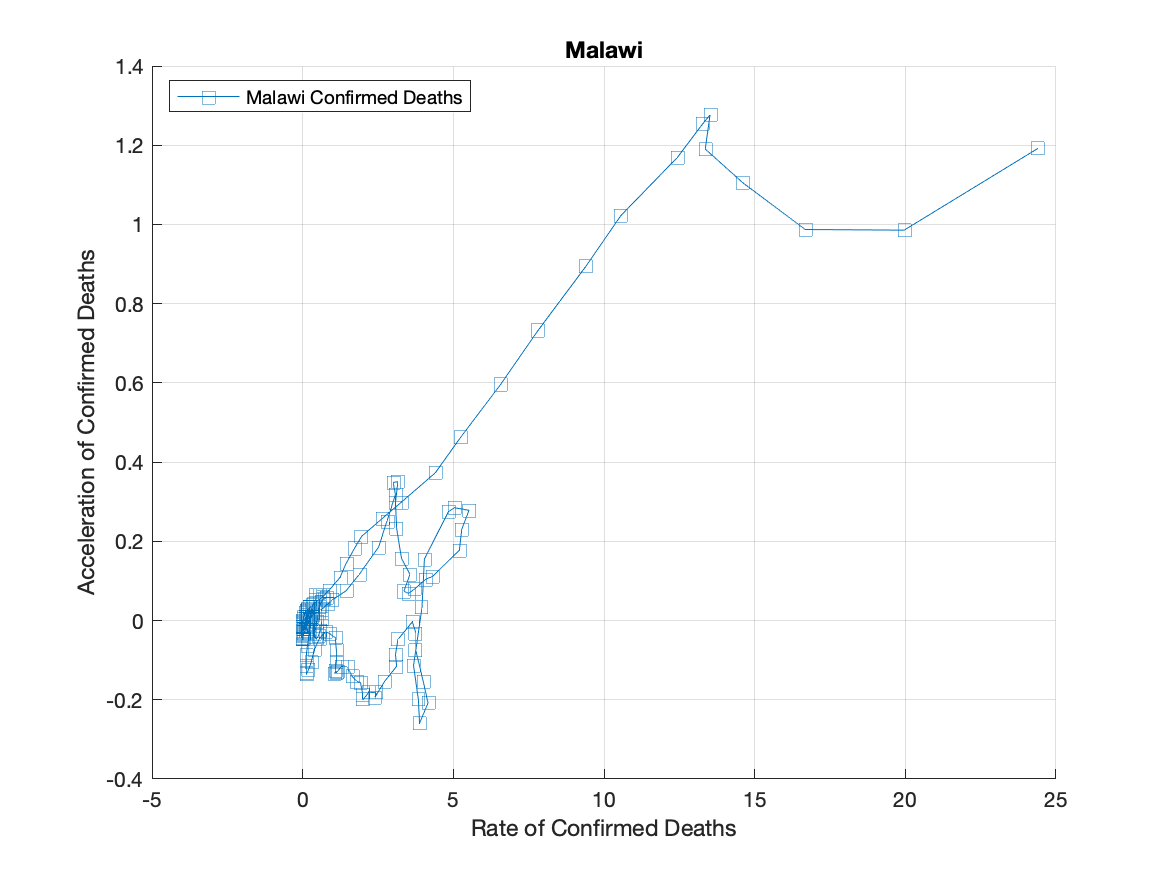 Malawi
Malawi Confirmed Deaths
1.4
1.2
1
0.8
0.6
0.4
0.2
0
-0.2
-0.4
Acceleration of Confirmed Deaths
-5 0 5 10 15 20 25
Rate of Confirmed Deaths